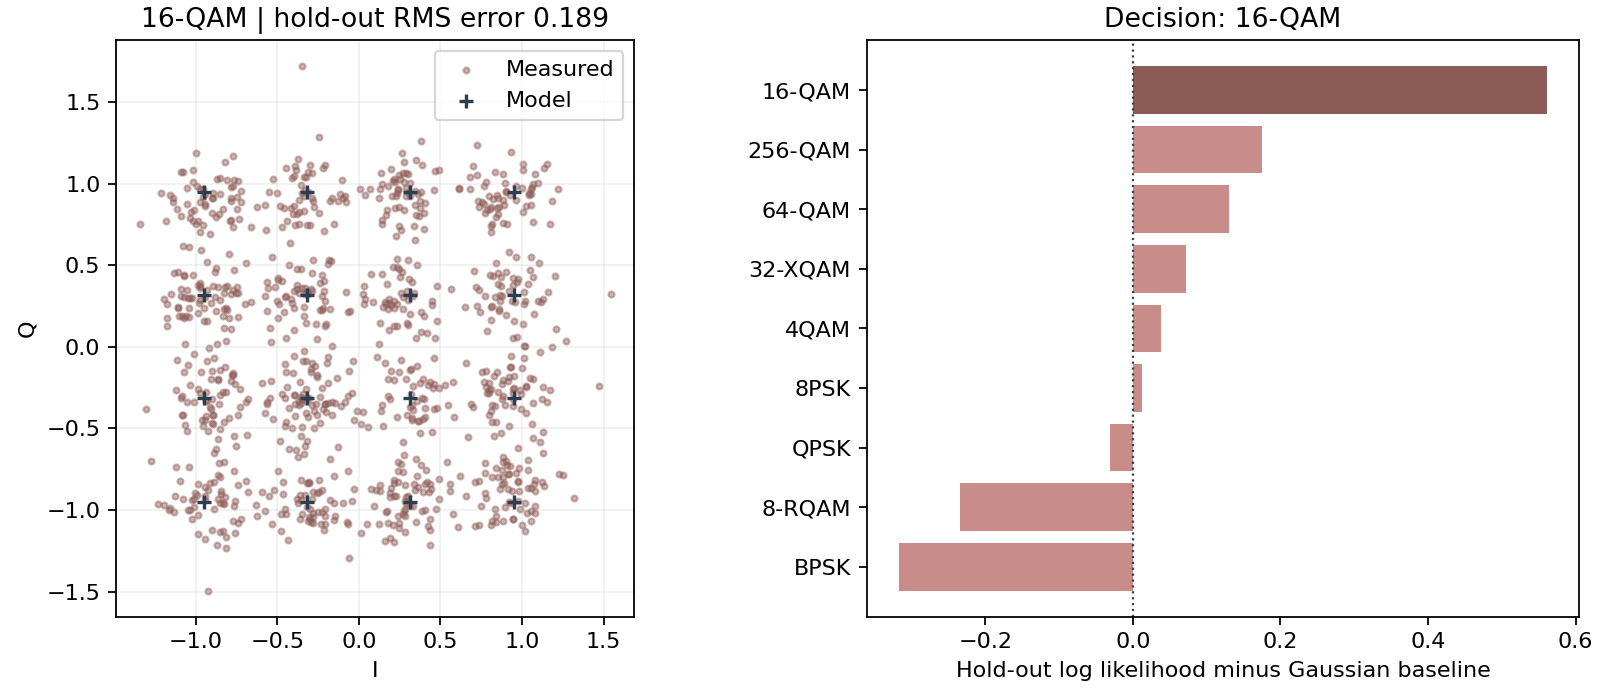 16-QAM | hold-out RMS error 0.189
Measured
Model
1.5
1.0
0.5
0.0
−0.5
−1.0
−1.5
Q
−1.0
−0.5
0.0
0.5
1.0
1.5
I
Decision: 16-QAM
16-QAM
256-QAM
64-QAM
32-XQAM
4QAM
8PSK
QPSK
8-RQAM
BPSK
−0.2
0.0
0.2
0.4
0.6
Hold-out log likelihood minus Gaussian baseline